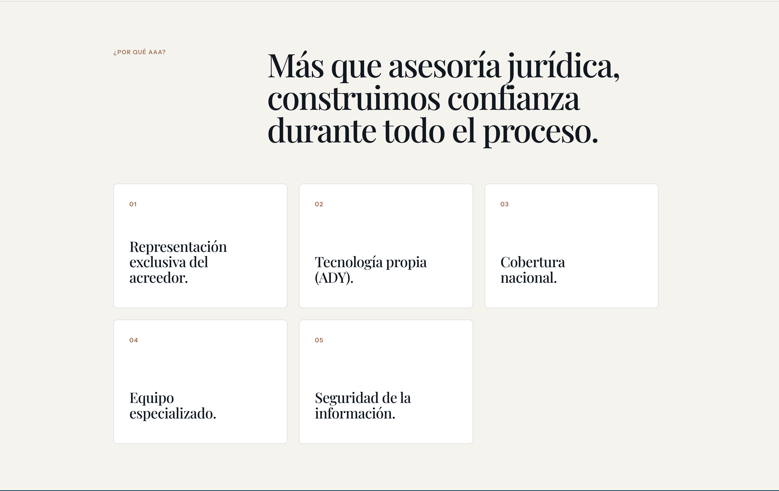 ¿POR QUÉ AAA?
Más que asesoría jurídica,
construimos confianza
durante todo el proceso.
01
Representación
exclusiva del
acreedor.
02
Tecnología propia
(ADY).
03
Cobertura
nacional.
04
Equipo
especializado.
05
Seguridad de la
información.